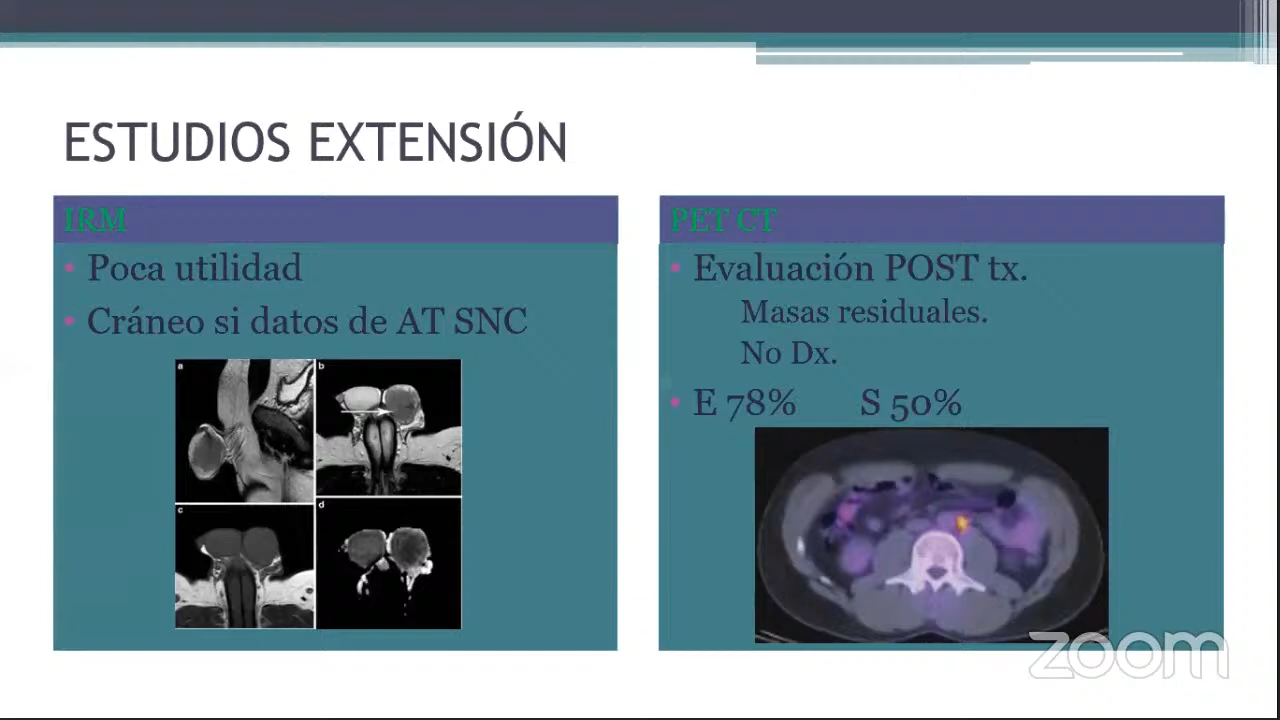 ESTUDIOS EXTENSIÓN
IRM
• Poca utilidad
• Cráneo si datos de AT SNC
a
b
c
d
PET CT
• Evaluación POST tx.
Masas residuales.
No Dx.
• E 78% S 50%
zoom